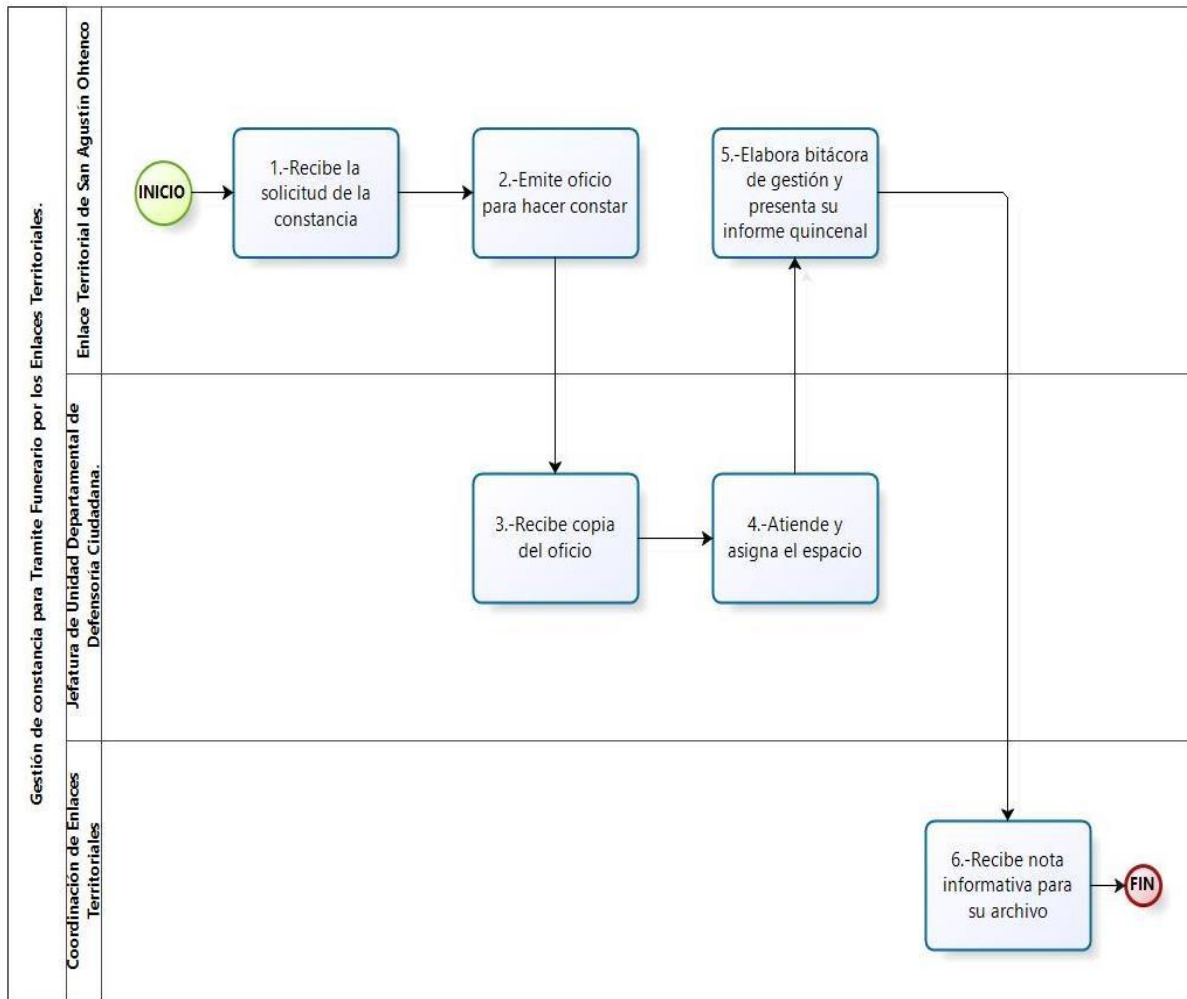 Gestión de constancia para Tramite Funerario por los Enlaces Territoriales.
Enlace Territorial de San Agustín Ohtenco
INICIO
1.-Recibe la
solicitud de la
constancia
2.-Emite oficio
para hacer constar
5.-Elabora bitácora
de gestión y
presenta su
informe quincenal
Jefatura de Unidad Departamental de
Defensoría Ciudadana.
3.-Recibe copia
del oficio
4.-Atiende y
asigna el espacio
Coordinación de Enlaces
Territoriales
6.-Recibe nota
informativa para
su archivo
FIN